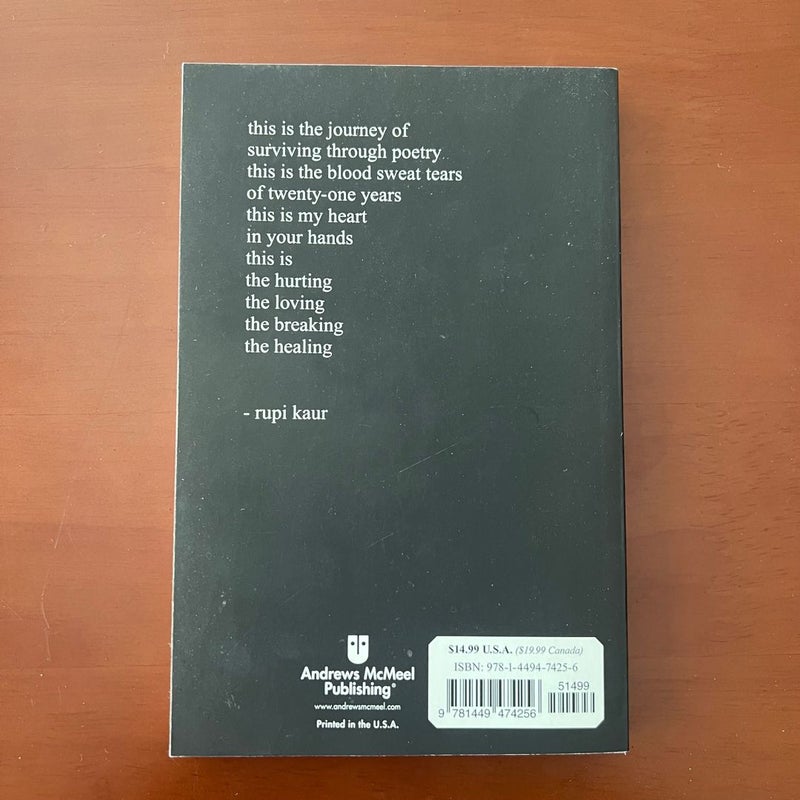 this is the journey of
surviving through poetry
this is the blood sweat tears
of twenty-one years
this is my heart
in your hands
this is
the hurting
the loving
the breaking
the healing
- rupi kaur
Andrews McMeel
Publishing®
www.andrewsmcmeel.com
Printed in the U.S.A.
$14.99 U.S.A. ($19.99 Canada)
ISBN: 978-1-4494-7425-6
51499
9 781449 474256